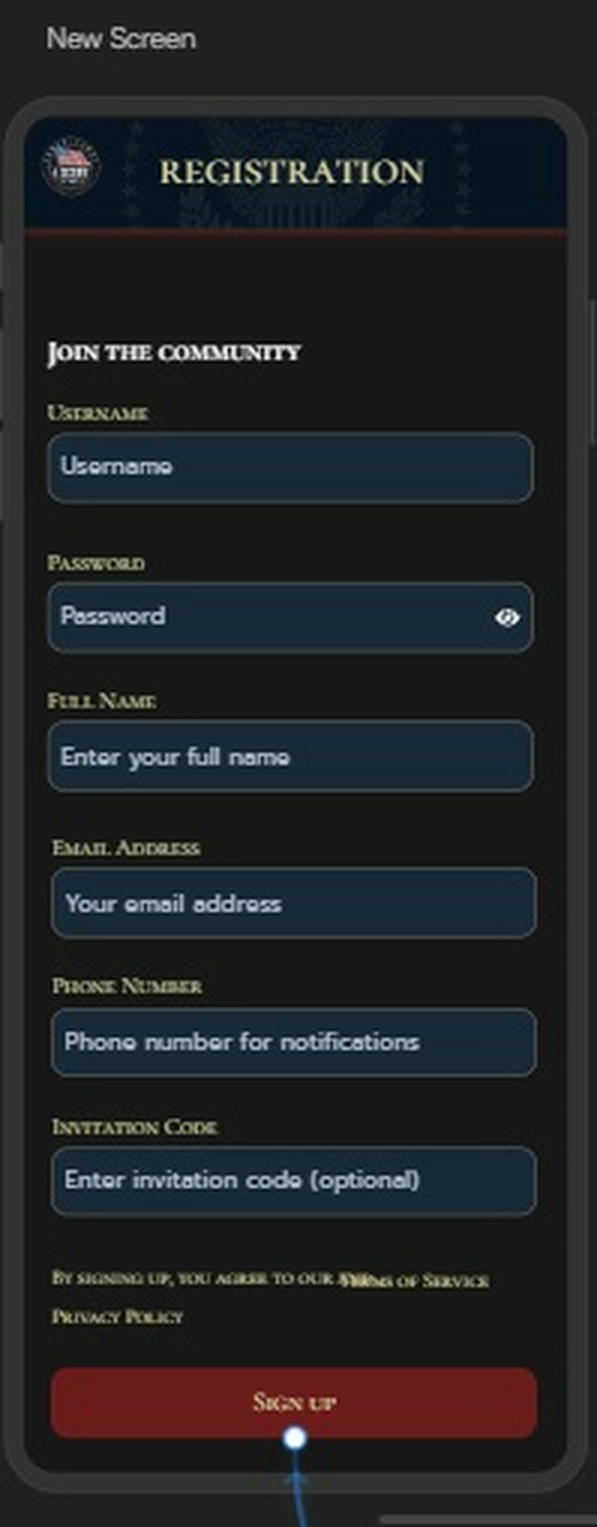 New Screen
REGISTRATION
JOIN THE COMMUNITY
USERNAME
Username
PASSWORD
Password
FULL NAME
Enter your full name
EMAIL ADDRESS
Your email address
PHONE NUMBER
Phone number for notifications
INVITATION CODE
Enter invitation code (optional)
BY SIGNING UP, YOU AGREE TO OUR TERMS OF SERVICE
PRIVACY POLICY
SIGN UP